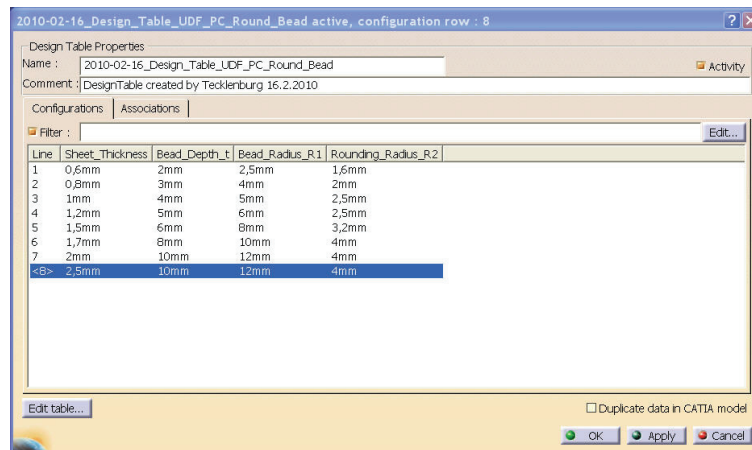 2010-02-16_Design_Table_UDF_PC_Round_Bead active, configuration row : 8
Design Table Properties
Name : 2010-02-16_Design_Table_UDF_PC_Round_Bead Activity
Comment : DesignTable created by Tecklenburg 16.2.2010
Configurations Associations
Filter : Edit...
Line Sheet_Thickness Bead_Depth_t Bead_Radius_R1 Rounding_Radius_R2
1 0,6mm 2mm 2,5mm 1,6mm
2 0,8mm 3mm 4mm 2mm
3 1mm 4mm 5mm 2,5mm
4 1,2mm 5mm 6mm 2,5mm
5 1,5mm 6mm 8mm 3,2mm
6 1,7mm 8mm 10mm 4mm
7 2mm 10mm 12mm 4mm
<8> 2,5mm 10mm 12mm 4mm
Edit table... Duplicate data in CATIA model
OK Apply Cancel